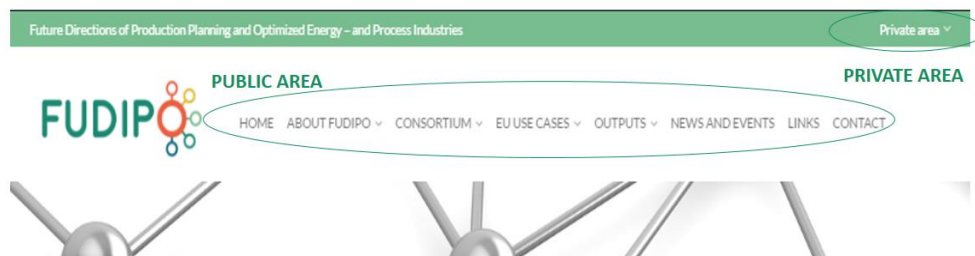 Future Directions of Production Planning and Optimized Energy – and Process Industries
Private area
PUBLIC AREA
PRIVATE AREA
FUDIPO
HOME ABOUT FUDIPO CONSORTIUM EU USE CASES OUTPUTS NEWS AND EVENTS LINKS CONTACT